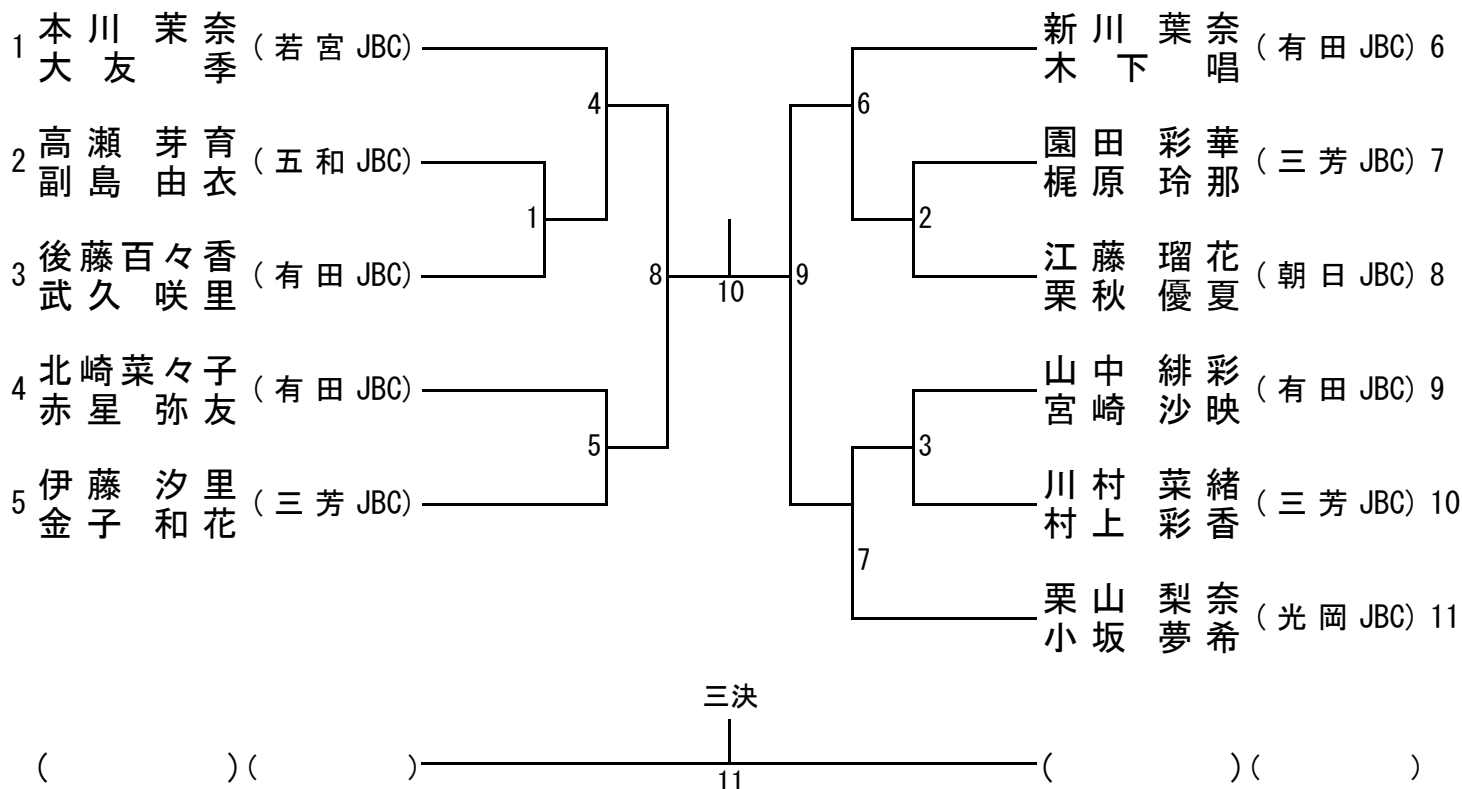 1 本川 茉奈 (若宮 JBC)
大友 季
4
2 高瀬 芽育 (五和 JBC)
副島 由衣
1
3 後藤百々香 (有田 JBC)
武久 咲里
8
4 北崎菜々子 (有田 JBC)
赤星 弥友
5
5 伊藤 汐里 (三芳 JBC)
金子 和花
10
新川 葉奈 (有田 JBC) 6
木下 唱
6
園田 彩華 (三芳 JBC) 7
梶原 玲那
2
江藤 瑠花 (朝日 JBC) 8
栗秋 優夏
9
山中 緋彩 (有田 JBC) 9
宮崎 沙映
3
川村 菜緒 (三芳 JBC) 10
村上 彩香
7
栗山 梨奈 (光岡 JBC) 11
小坂 夢希
三決
( )( ) ( )( )
11